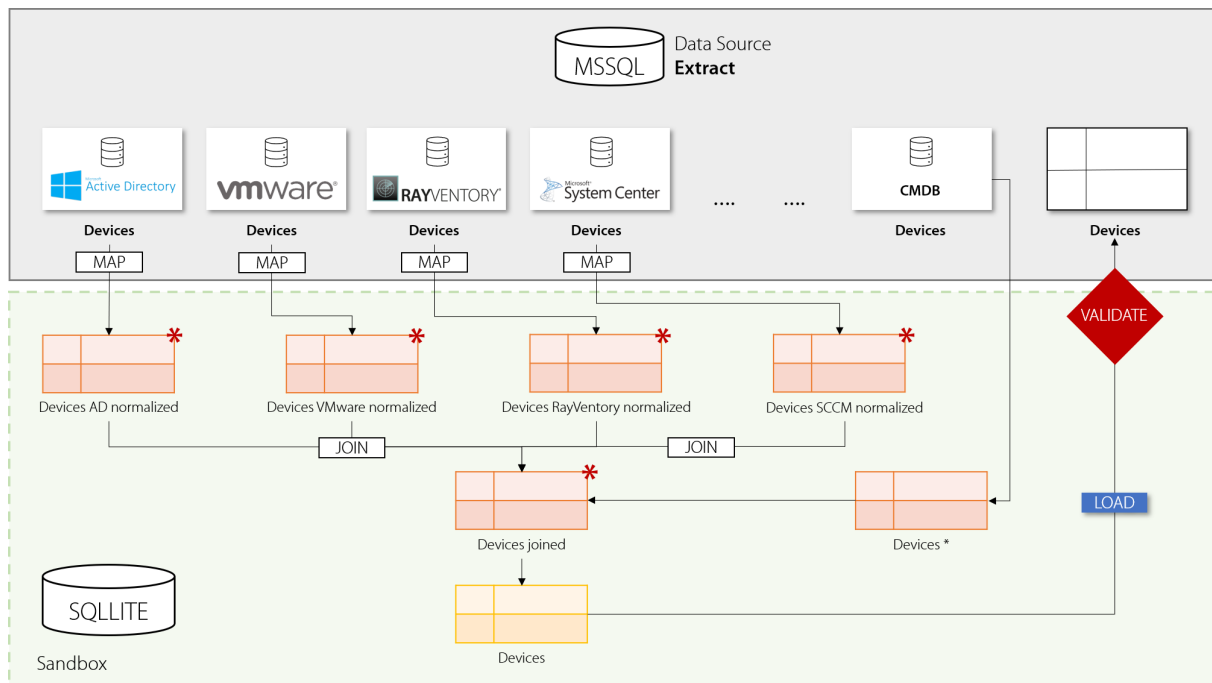 MSSQL
Data Source
Extract
Microsoft
Active Directory
vmware®
RAYVENTORY®
Microsoft®
System Center
....
....
CMDB
Devices
Devices
Devices
Devices
Devices
Devices
MAP
MAP
MAP
MAP
VALIDATE
*
*
*
*
Devices AD normalized
Devices VMware normalized
Devices RayVentory normalized
Devices SCCM normalized
JOIN
JOIN
*
LOAD
Devices joined
Devices *
SQLLITE
Devices
Sandbox